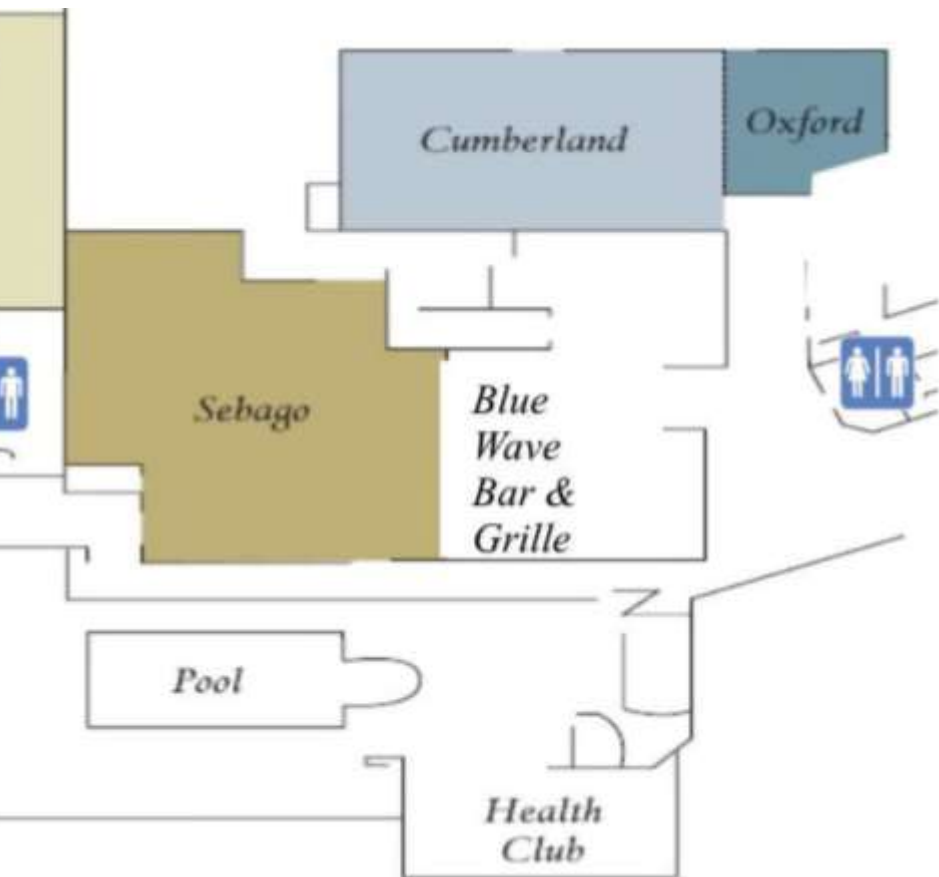 Cumberland
Oxford
Sebago
Blue
Wave
Bar &
Grille
Pool
Health
Club